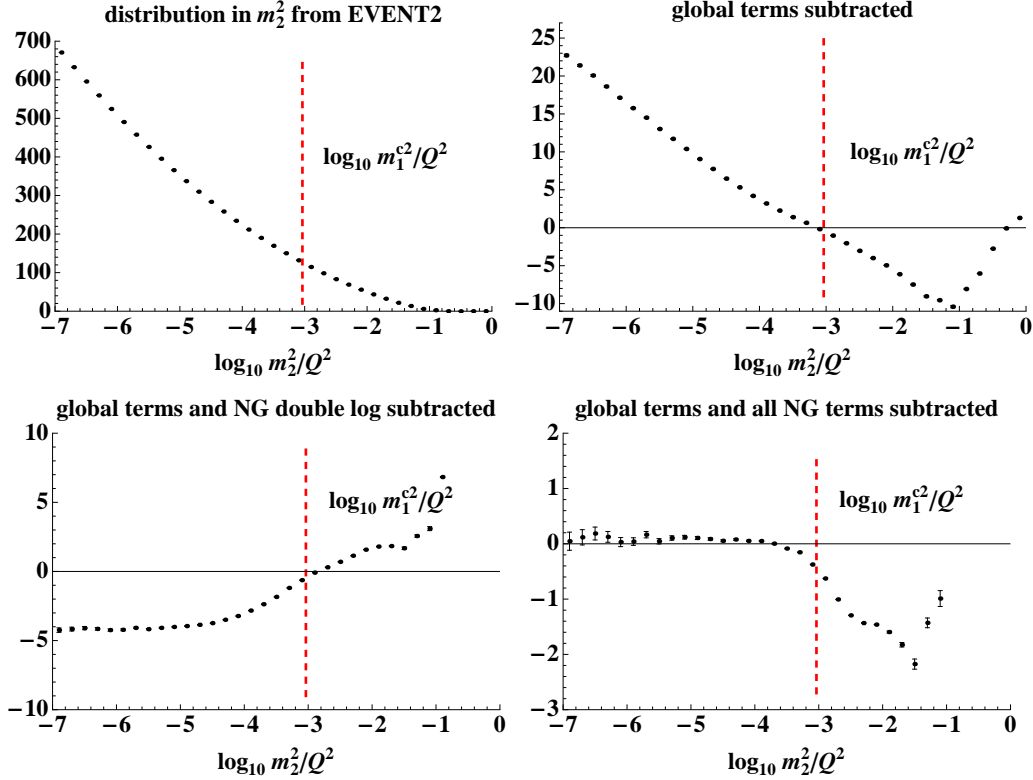 distribution in m₂² from EVENT2
700
600
500
400
300
200
100
0
log₁₀ m₁ᶜ²/Q²
−7 −6 −5 −4 −3 −2 −1 0
log₁₀ m₂²/Q²
global terms subtracted
25
20
15
10
5
0
−5
−10
log₁₀ m₁ᶜ²/Q²
−7 −6 −5 −4 −3 −2 −1 0
log₁₀ m₂²/Q²
global terms and NG double log subtracted
10
5
0
−5
−10
log₁₀ m₁ᶜ²/Q²
−7 −6 −5 −4 −3 −2 −1 0
log₁₀ m₂²/Q²
global terms and all NG terms subtracted
2
1
0
−1
−2
−3
log₁₀ m₁ᶜ²/Q²
−7 −6 −5 −4 −3 −2 −1 0
log₁₀ m₂²/Q²